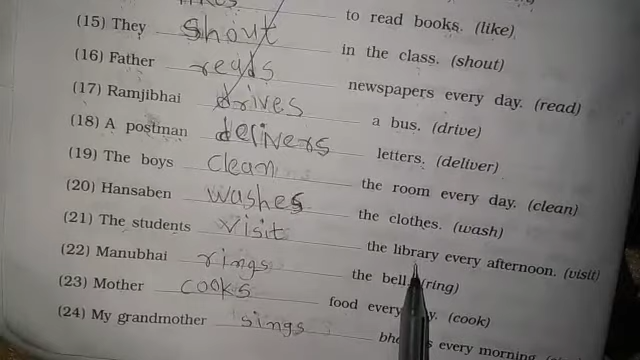 to read books. (like)
(15) They shout in the class. (shout)
(16) Father reads newspapers every day. (read)
(17) Ramjibhai drives a bus. (drive)
(18) A postman delivers letters. (deliver)
(19) The boys clean the room every day. (clean)
(20) Hansaben washes the clothes. (wash)
(21) The students visit the library every afternoon. (visit)
(22) Manubhai rings the bell. (ring)
(23) Mother cooks food every (cook)
(24) My grandmother sings every morning.